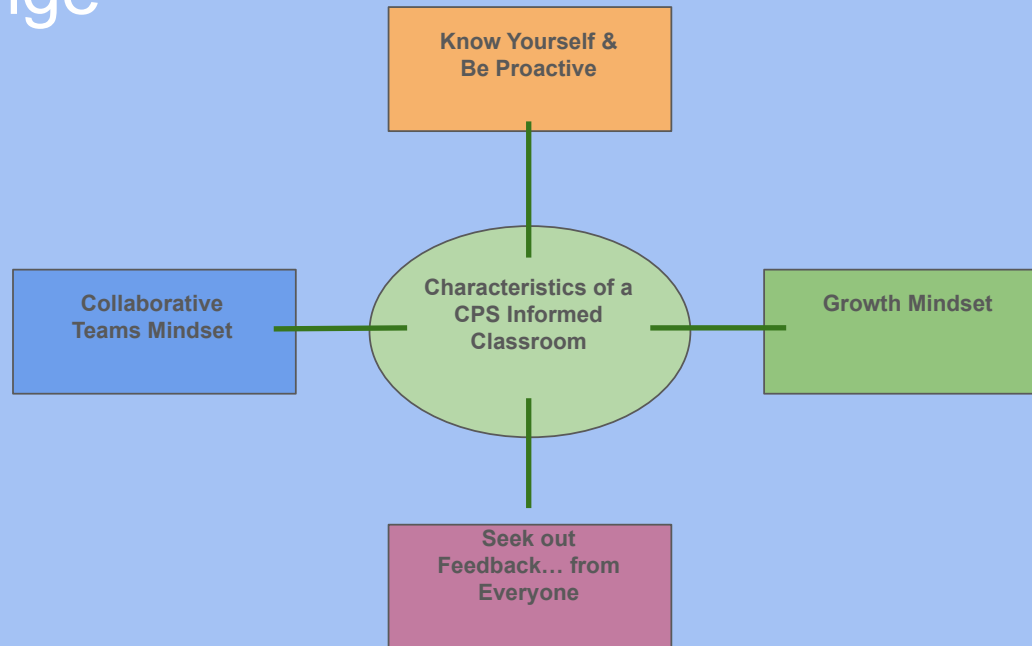 Know Yourself &
Be Proactive
Collaborative
Teams Mindset
Characteristics of a
CPS Informed
Classroom
Growth Mindset
Seek out
Feedback… from
Everyone